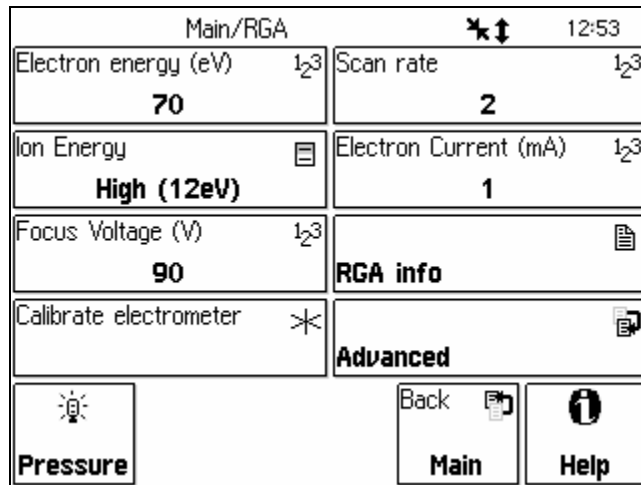 Main/RGA 12:53
Electron energy (eV) 123 Scan rate 123
70 2
Ion Energy Electron Current (mA) 123
High (12eV) 1
Focus Voltage (V) 123
90 RGA info
Calibrate electrometer
Advanced
Back
Pressure Main Help